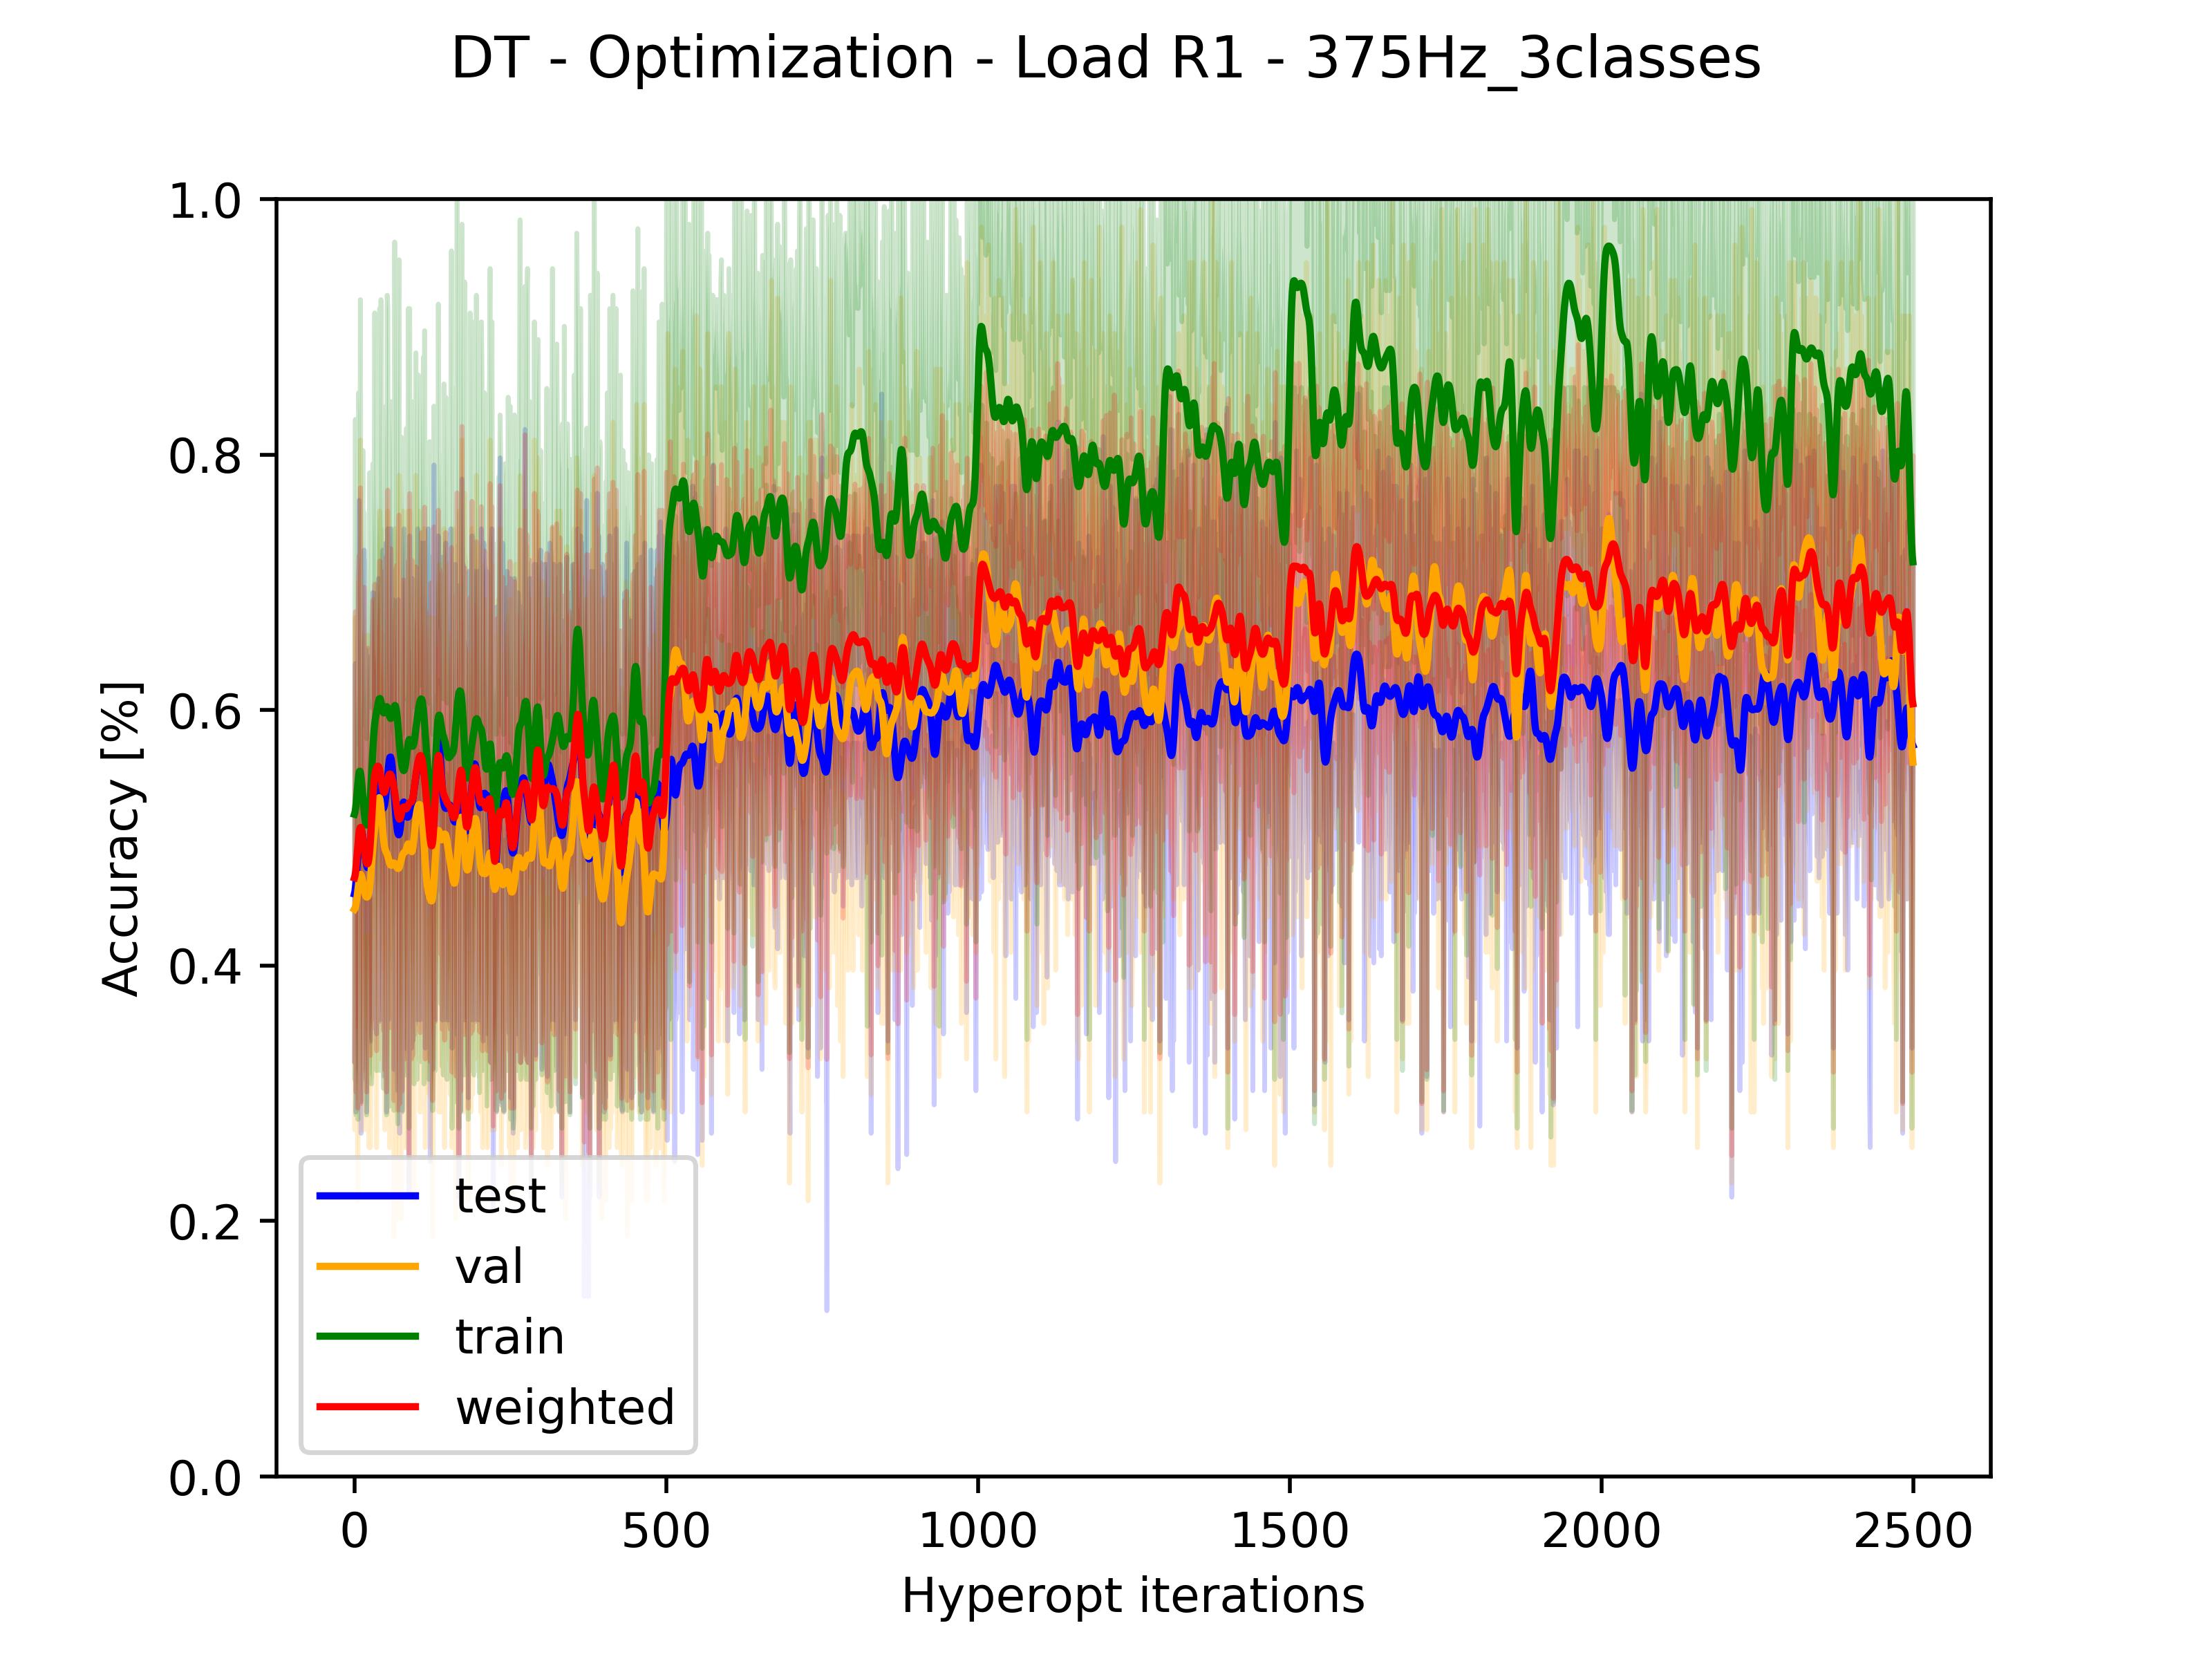 DT - Optimization - Load R1 - 375Hz_3classes
1.0
0.8
0.6
0.4
0.2
0.0
Accuracy [%]
test
val
train
weighted
0 500 1000 1500 2000 2500
Hyperopt iterations